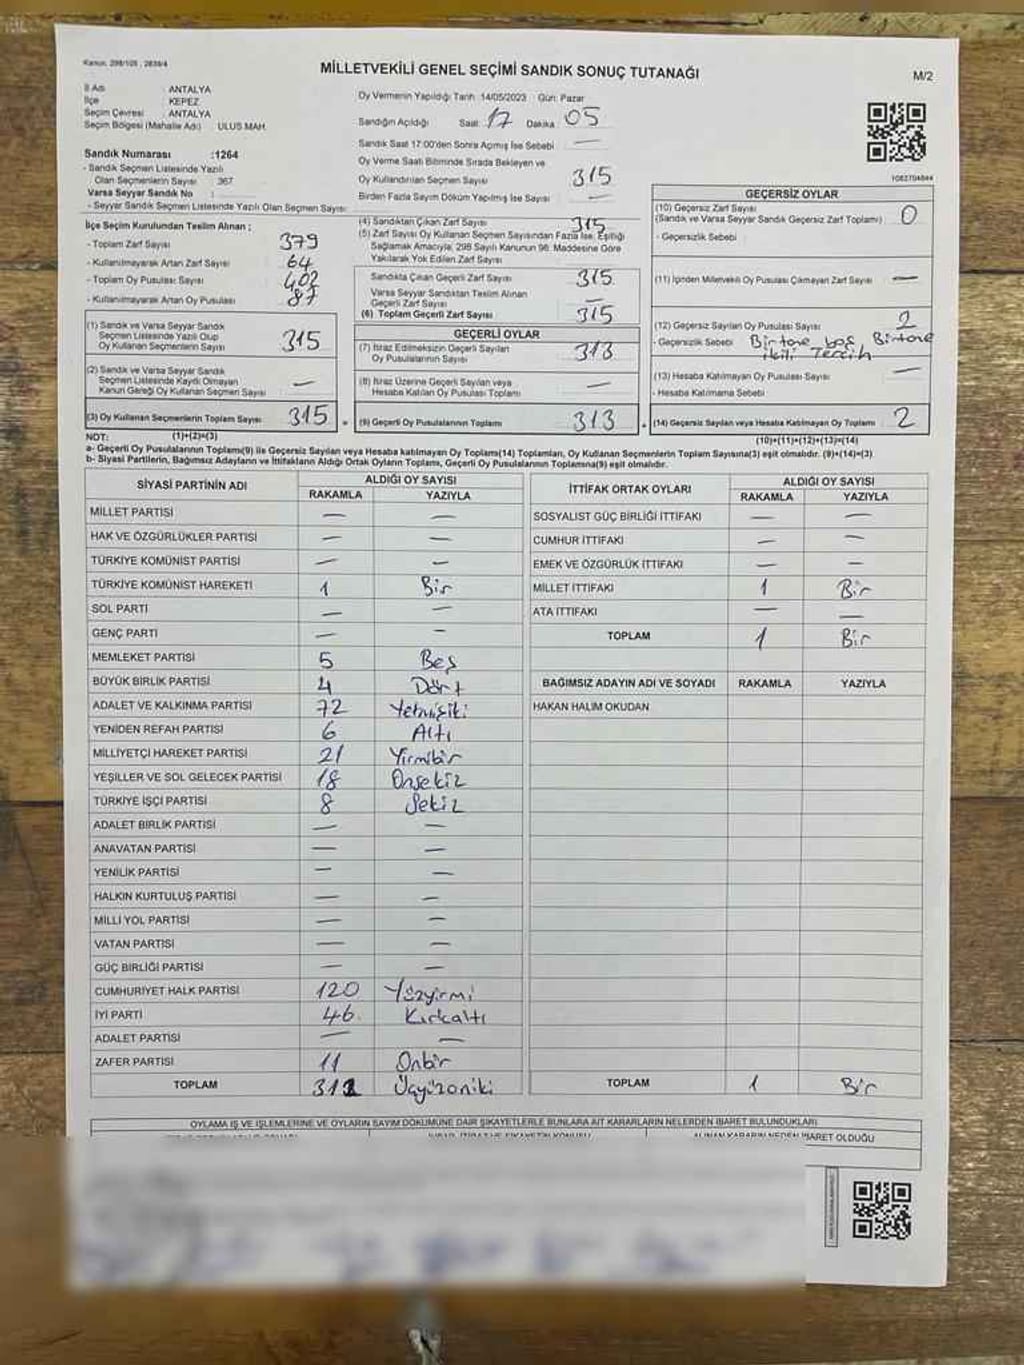 Kanun: 298/105 , 2839/4
MİLLETVEKİLİ GENEL SEÇİMİ SANDIK SONUÇ TUTANAĞI
M/2
İl Adı : ANTALYA
İlçe : KEPEZ
Seçim Çevresi : ANTALYA
Seçim Bölgesi (Mahalle Adı) : ULUS MAH.
Oy Vermenin Yapıldığı Tarih: 14/05/2023 Gün: Pazar
Sandığın Açıldığı Saat: 17 Dakika: 05
Sandık Saat 17:00'den Sonra Açmış İse Sebebi —
Sandık Numarası :1264
- Sandık Seçmen Listesinde Yazılı
Olan Seçmenlerin Sayısı : 367
Varsa Seyyar Sandık No :
- Seyyar Sandık Seçmen Listesinde Yazılı Olan Seçmen Sayısı:
Oy Verme Saati Bitiminde Sırada Bekleyen ve
Oy Kullandırılan Seçmen Sayısı 315
Birden Fazla Sayım Döküm Yapılmış İse Sayısı —
İlçe Seçim Kurulundan Teslim Alınan ;
- Toplam Zarf Sayısı 379
- Kullanılmayarak Artan Zarf Sayısı 64
- Toplam Oy Pusulası Sayısı 402
- Kullanılmayarak Artan Oy Pusulası 87
(4) Sandıktan Çıkan Zarf Sayısı 315
(5) Zarf Sayısı Oy Kullanan Seçmen Sayısından Fazla İse, Eşitliği
Sağlamak Amacıyla, 298 Sayılı Kanunun 98. Maddesine Göre
Yakılarak Yok Edilen Zarf Sayısı
Sandıkta Çıkan Geçerli Zarf Sayısı 315
Varsa Seyyar Sandıktan Teslim Alınan
Geçerli Zarf Sayısı —
(6) Toplam Geçerli Zarf Sayısı 315
1082704844
GEÇERSİZ OYLAR
(10) Geçersiz Zarf Sayısı
(Sandık ve Varsa Seyyar Sandık Geçersiz Zarf Toplamı) 0
- Geçersizlik Sebebi
(11) İçinden Milletvekili Oy Pusulası Çıkmayan Zarf Sayısı —
(12) Geçersiz Sayılan Oy Pusulası Sayısı 2
- Geçersizlik Sebebi Birtane boş Birtane
ikili Tercih
(13) Hesaba Katılmayan Oy Pusulası Sayısı —
- Hesaba Katılmama Sebebi
(14) Geçersiz Sayılan veya Hesaba Katılmayan Oy Toplamı 2
(10)+(11)+(12)+(13)=(14)
(1) Sandık ve Varsa Seyyar Sandık
Seçmen Listesinde Yazılı Olup
Oy Kullanan Seçmenlerin Sayısı 315
(2) Sandık ve Varsa Seyyar Sandık
Seçmen Listesinde Kaydı Olmayan
Kanun Gereği Oy Kullanan Seçmen Sayısı —
(3) Oy Kullanan Seçmenlerin Toplam Sayısı 315
(1)+(2)=(3)
GEÇERLİ OYLAR
(7) İtiraz Edilmeksizin Geçerli Sayılan
Oy Pusulalarının Sayısı 313
(8) İtiraz Üzerine Geçerli Sayılan veya
Hesaba Katılan Oy Pusulası Toplamı —
(9) Geçerli Oy Pusulalarının Toplamı 313
NOT:
a- Geçerli Oy Pusulalarının Toplamı(9) ile Geçersiz Sayılan veya Hesaba katılmayan Oy Toplamı(14) Toplamları, Oy Kullanan Seçmenlerin Toplam Sayısına(3) eşit olmalıdır. (9)+(14)=(3)
b- Siyasi Partilerin, Bağımsız Adayların ve İttifakların Aldığı Ortak Oyların Toplamı, Geçerli Oy Pusulalarının Toplamına(9) eşit olmalıdır.
SİYASİ PARTİNİN ADI ALDIĞI OY SAYISI
RAKAMLA YAZIYLA
MİLLET PARTİSİ — —
HAK VE ÖZGÜRLÜKLER PARTİSİ — —
TÜRKİYE KOMÜNİST PARTİSİ — —
TÜRKİYE KOMÜNİST HAREKETİ 1 Bir
SOL PARTİ — —
GENÇ PARTİ — —
MEMLEKET PARTİSİ 5 Beş
BÜYÜK BİRLİK PARTİSİ 4 Dört
ADALET VE KALKINMA PARTİSİ 72 Yetmişiki
YENİDEN REFAH PARTİSİ 6 Altı
MİLLİYETÇİ HAREKET PARTİSİ 21 Yirmibir
YEŞİLLER VE SOL GELECEK PARTİSİ 18 Onsekiz
TÜRKİYE İŞÇİ PARTİSİ 8 Sekiz
ADALET BİRLİK PARTİSİ — —
ANAVATAN PARTİSİ — —
YENİLİK PARTİSİ — —
HALKIN KURTULUŞ PARTİSİ — —
MİLLİ YOL PARTİSİ — —
VATAN PARTİSİ — —
GÜÇ BİRLİĞİ PARTİSİ — —
CUMHURİYET HALK PARTİSİ 120 Yüzyirmi
İYİ PARTİ 46 Kırkaltı
ADALET PARTİSİ — —
ZAFER PARTİSİ 11 Onbir
TOPLAM 312 Üçyüzoniki
İTTİFAK ORTAK OYLARI ALDIĞI OY SAYISI
RAKAMLA YAZIYLA
SOSYALİST GÜÇ BİRLİĞİ İTTİFAKI — —
CUMHUR İTTİFAKI — —
EMEK VE ÖZGÜRLÜK İTTİFAKI — —
MİLLET İTTİFAKI 1 Bir
ATA İTTİFAKI — —
TOPLAM 1 Bir
BAĞIMSIZ ADAYIN ADI VE SOYADI RAKAMLA YAZIYLA
HAKAN HALİM OKUDAN
TOPLAM 1 Bir
OYLAMA İŞ VE İŞLEMLERİNE VE OYLARIN SAYIM DÖKÜMÜNE DAİR ŞİKAYETLERLE BUNLARA AİT KARARLARIN NELERDEN İBARET BULUNDUKLARI
ALINAN KARARIN NEDEN İBARET OLDUĞU